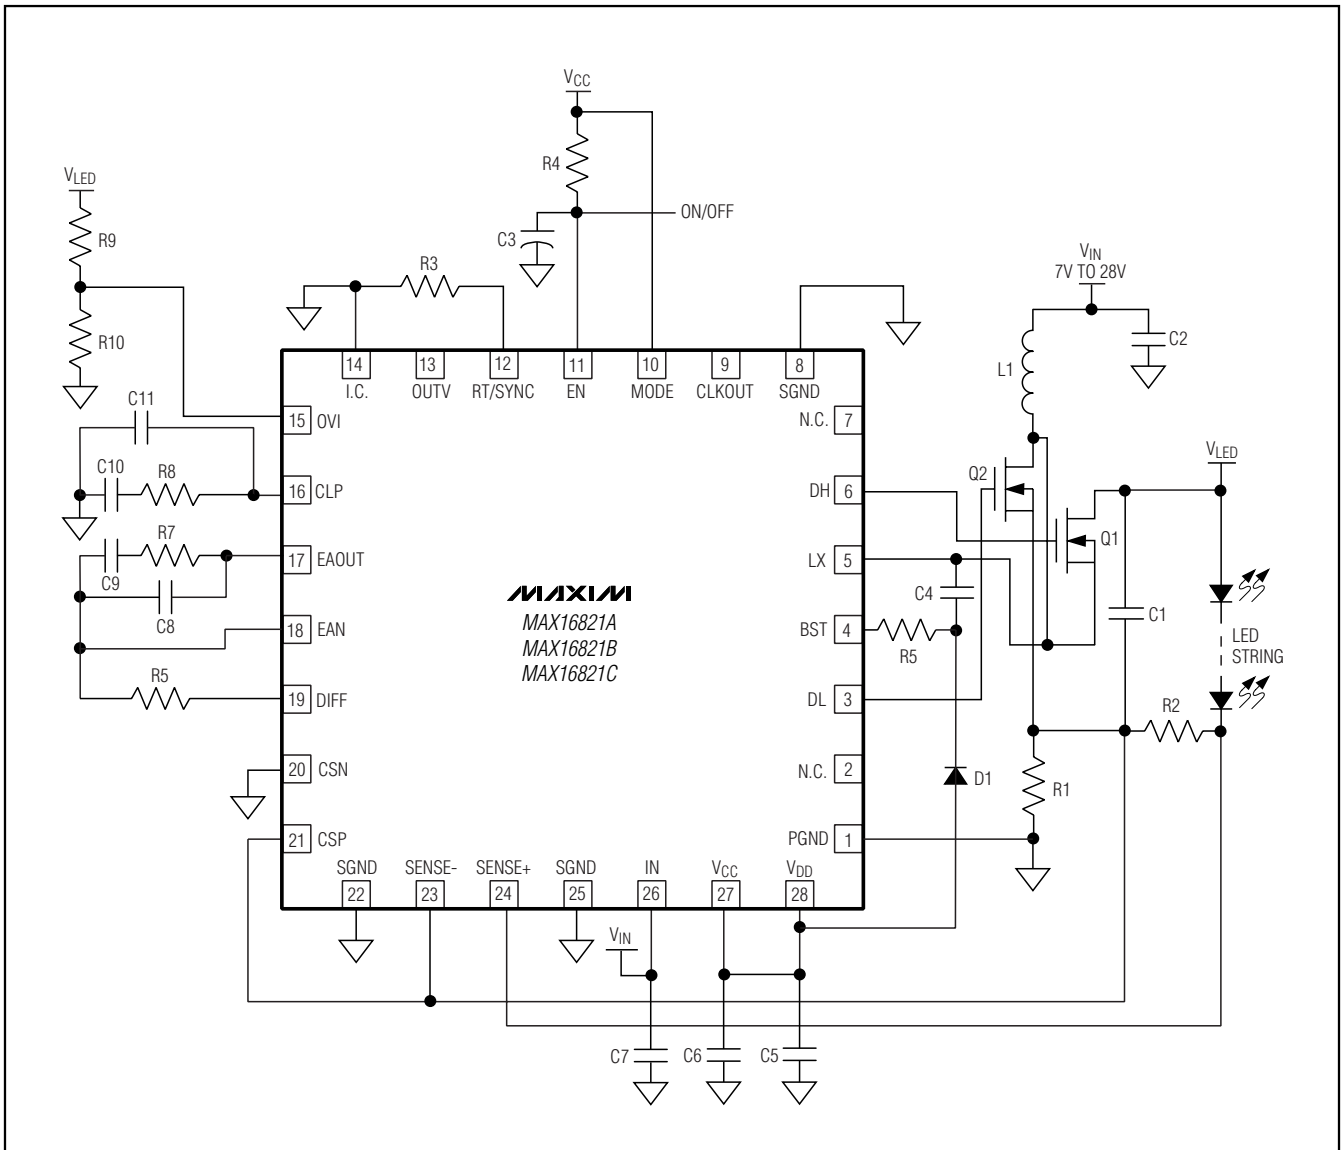 VCC
R4
ON/OFF
C3
VLED
R9
R10
R3
VIN
7V TO 28V
C2
L1
14
13
12
11
10
9
8
I.C.
OUTV
RT/SYNC
EN
MODE
CLKOUT
SGND
C11
15 OVI
N.C. 7
C10
R8
16 CLP
DH 6
Q2
Q1
VLED
R7
C9
17 EAOUT
LX 5
C8
C4
C1
MAXIM
MAX16821A
MAX16821B
MAX16821C
18 EAN
BST 4
R5
LED
STRING
R5
19 DIFF
DL 3
R2
20 CSN
N.C. 2
D1
R1
21 CSP
PGND 1
SGND
SENSE-
SENSE+
SGND
IN
VCC
VDD
22
23
24
25
26
27
28
VIN
C7
C6
C5